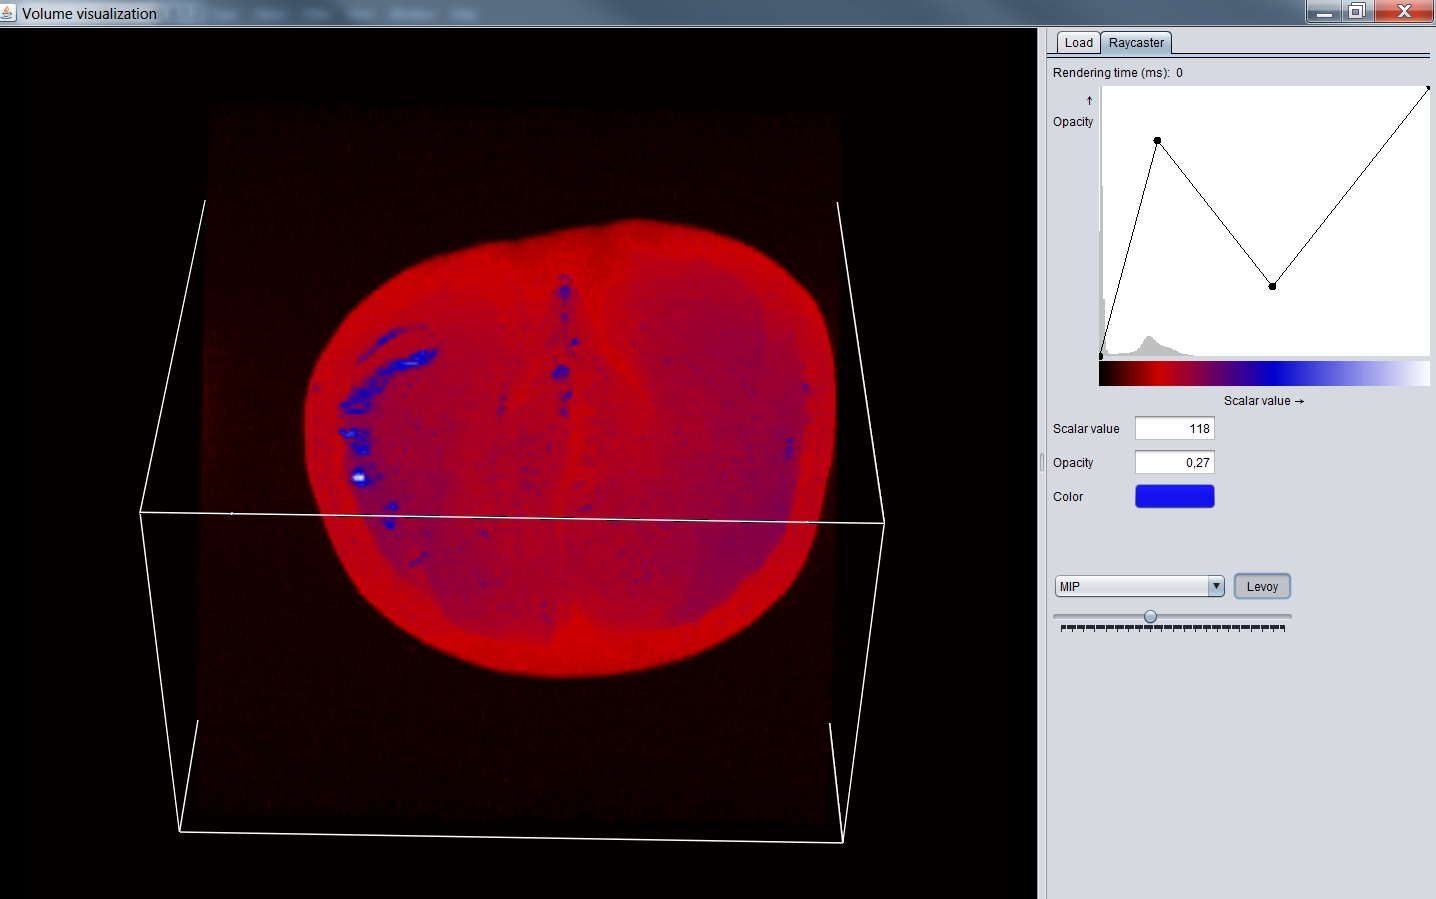 Volume visualization
Load Raycaster
Rendering time (ms): 0
↑
Opacity
Scalar value →
Scalar value 118
Opacity 0,27
Color
MIP Levoy